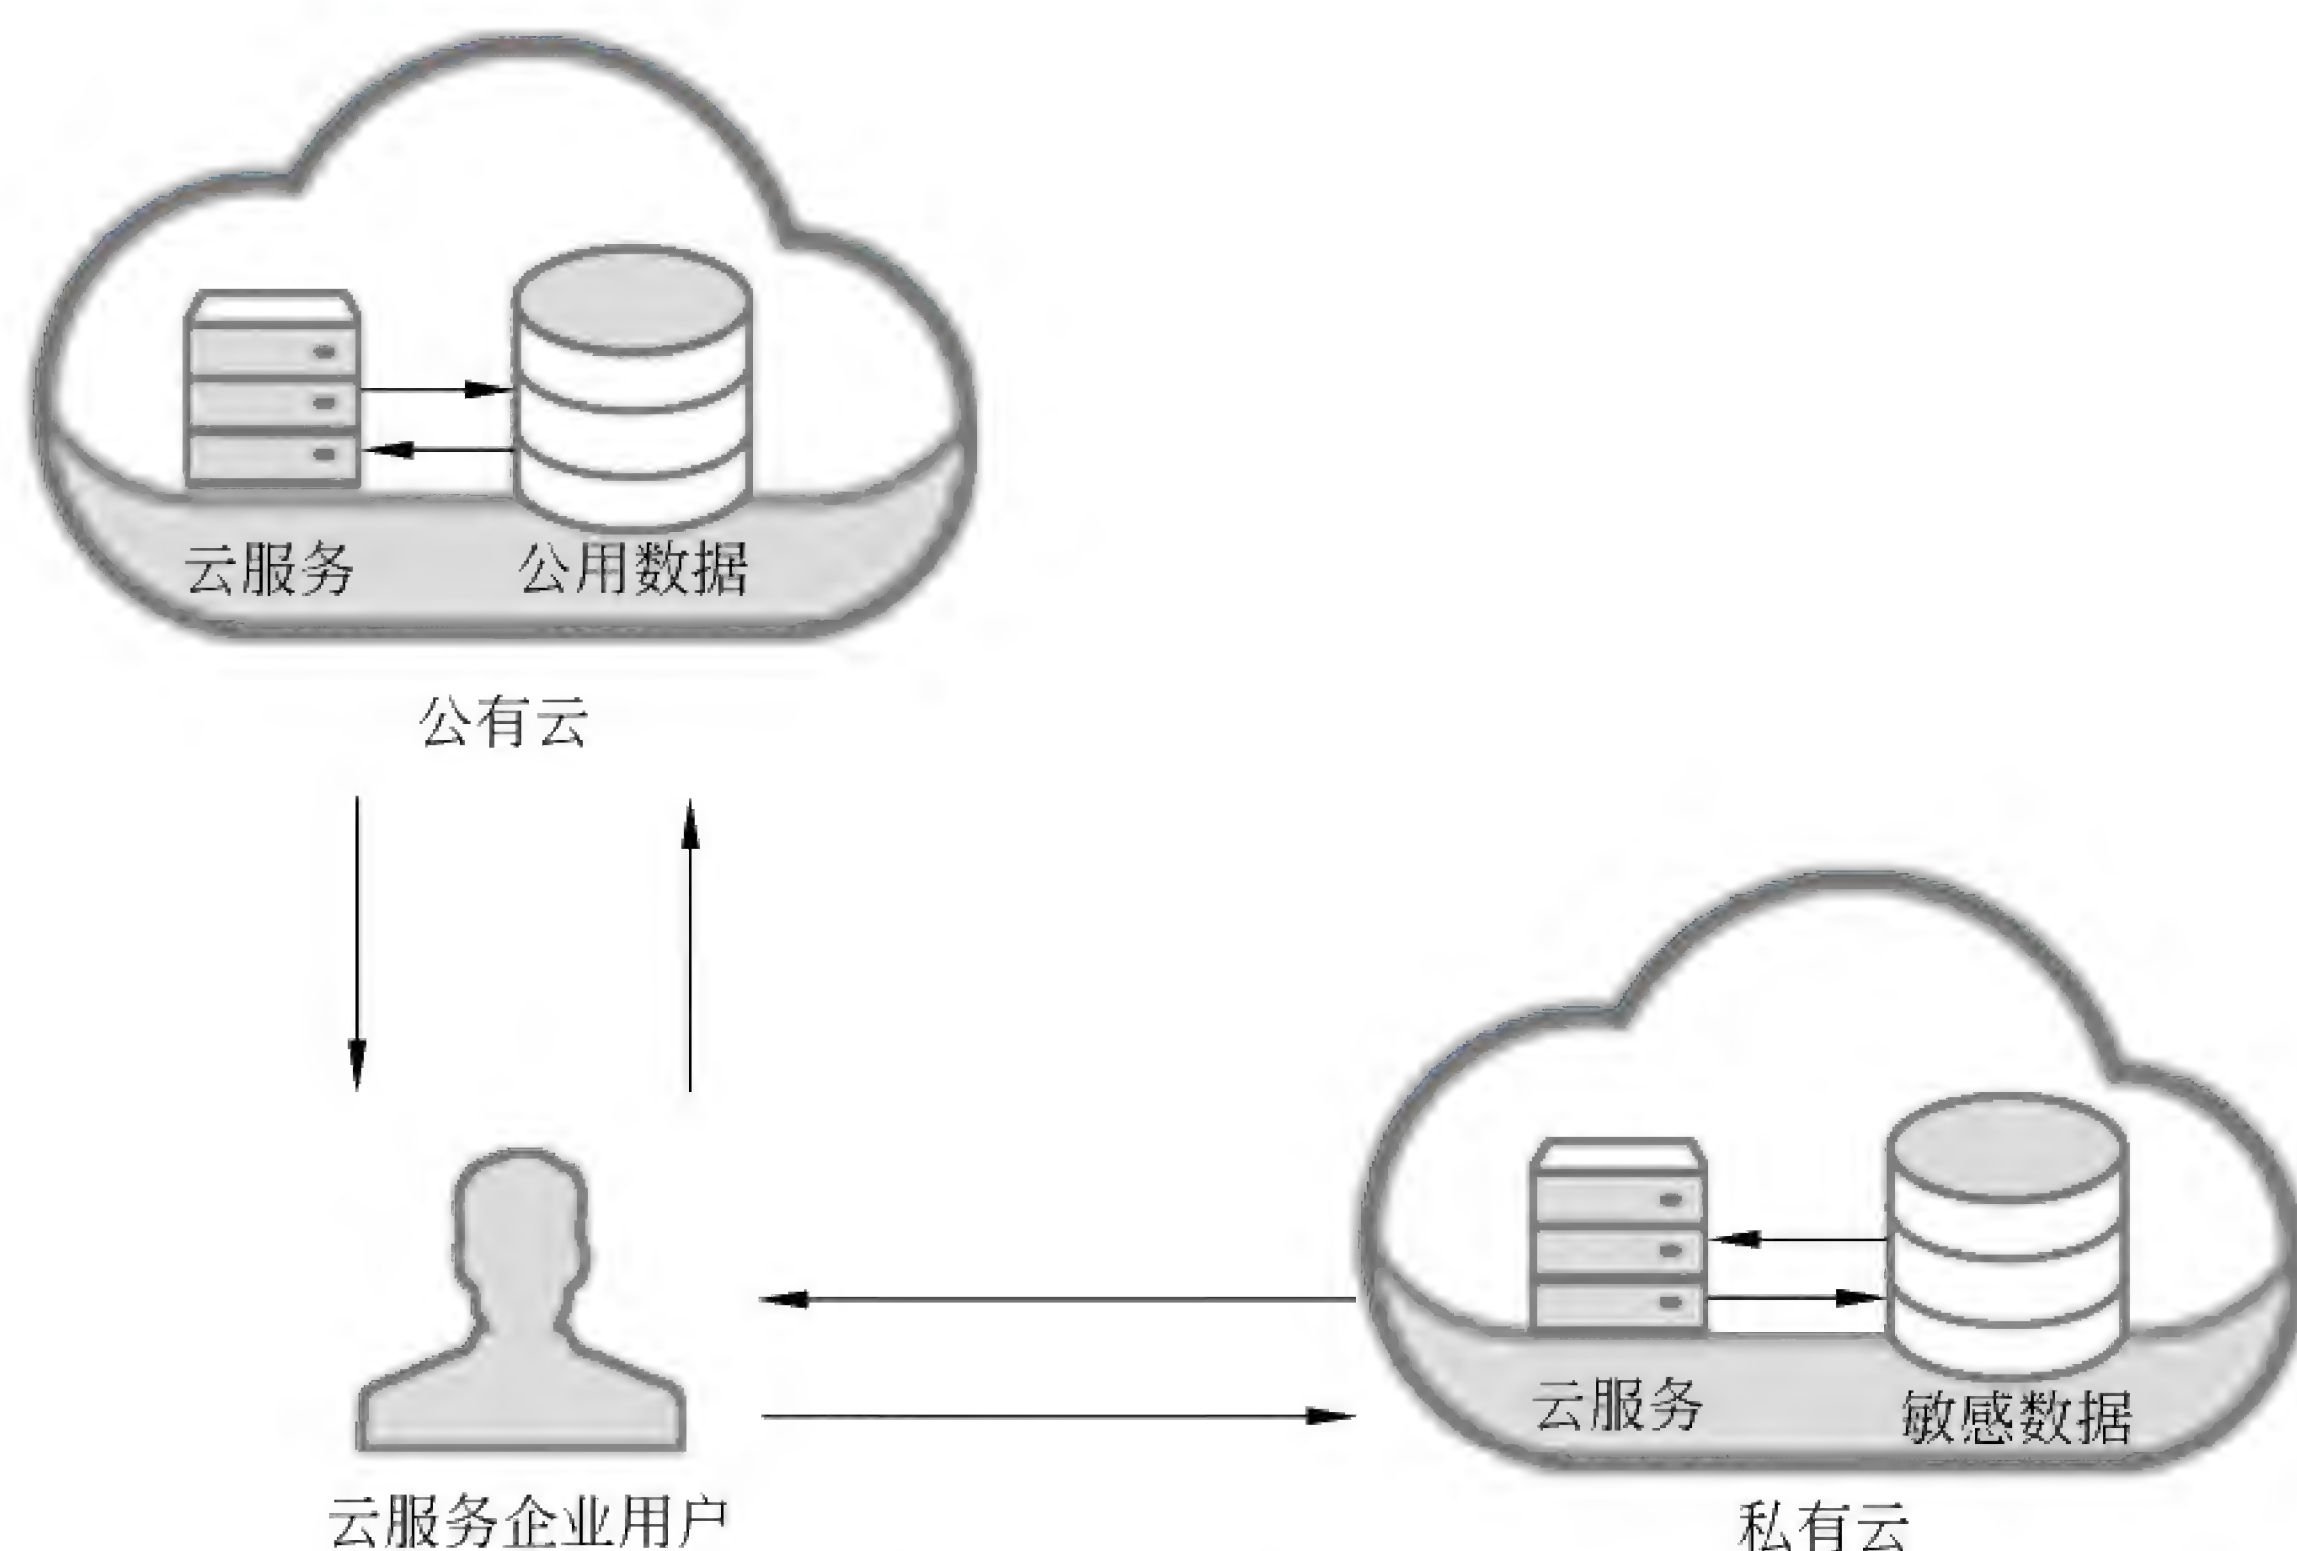 云服务
公用数据
公有云
云服务
敏感数据
云服务企业用户
私有云